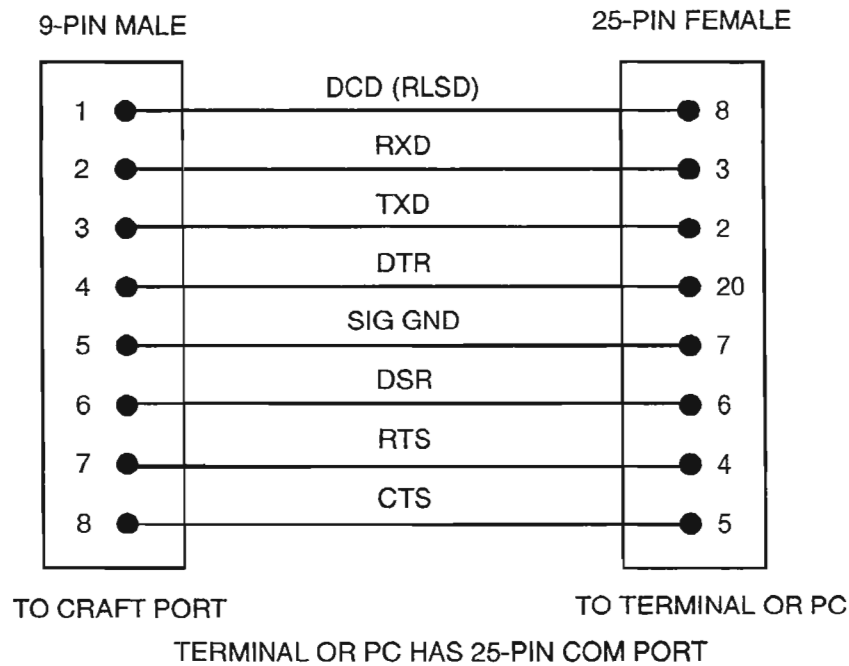 9-PIN MALE
25-PIN FEMALE
DCD (RLSD)
1
8
RXD
2
3
TXD
3
2
DTR
4
20
SIG GND
5
7
DSR
6
6
RTS
7
4
CTS
8
5
TO CRAFT PORT
TO TERMINAL OR PC
TERMINAL OR PC HAS 25-PIN COM PORT